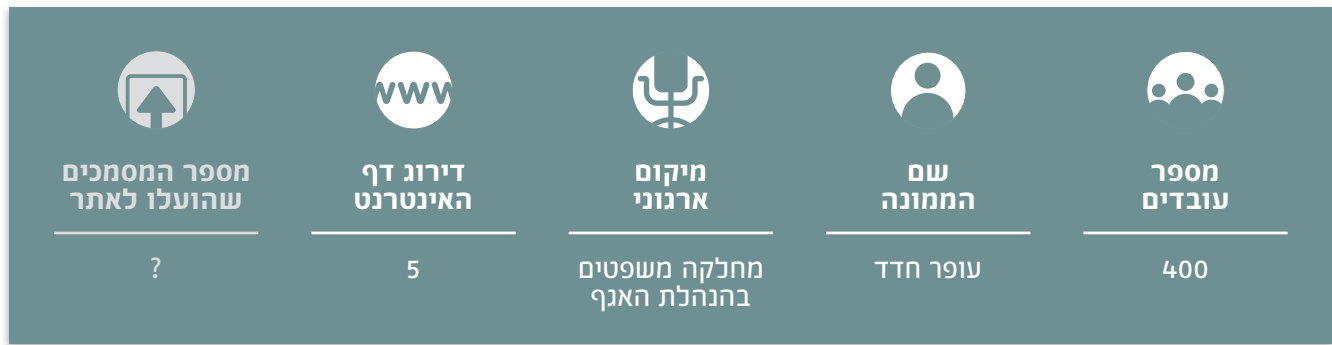 מספר
עובדים
400
שם
הממונה
עופר חדד
מיקום
ארגוני
מחלקה משפטים
בהנהלת האגף
www
דירוג דף
האינטרנט
5
מספר המסמכים
שהועלו לאתר
?